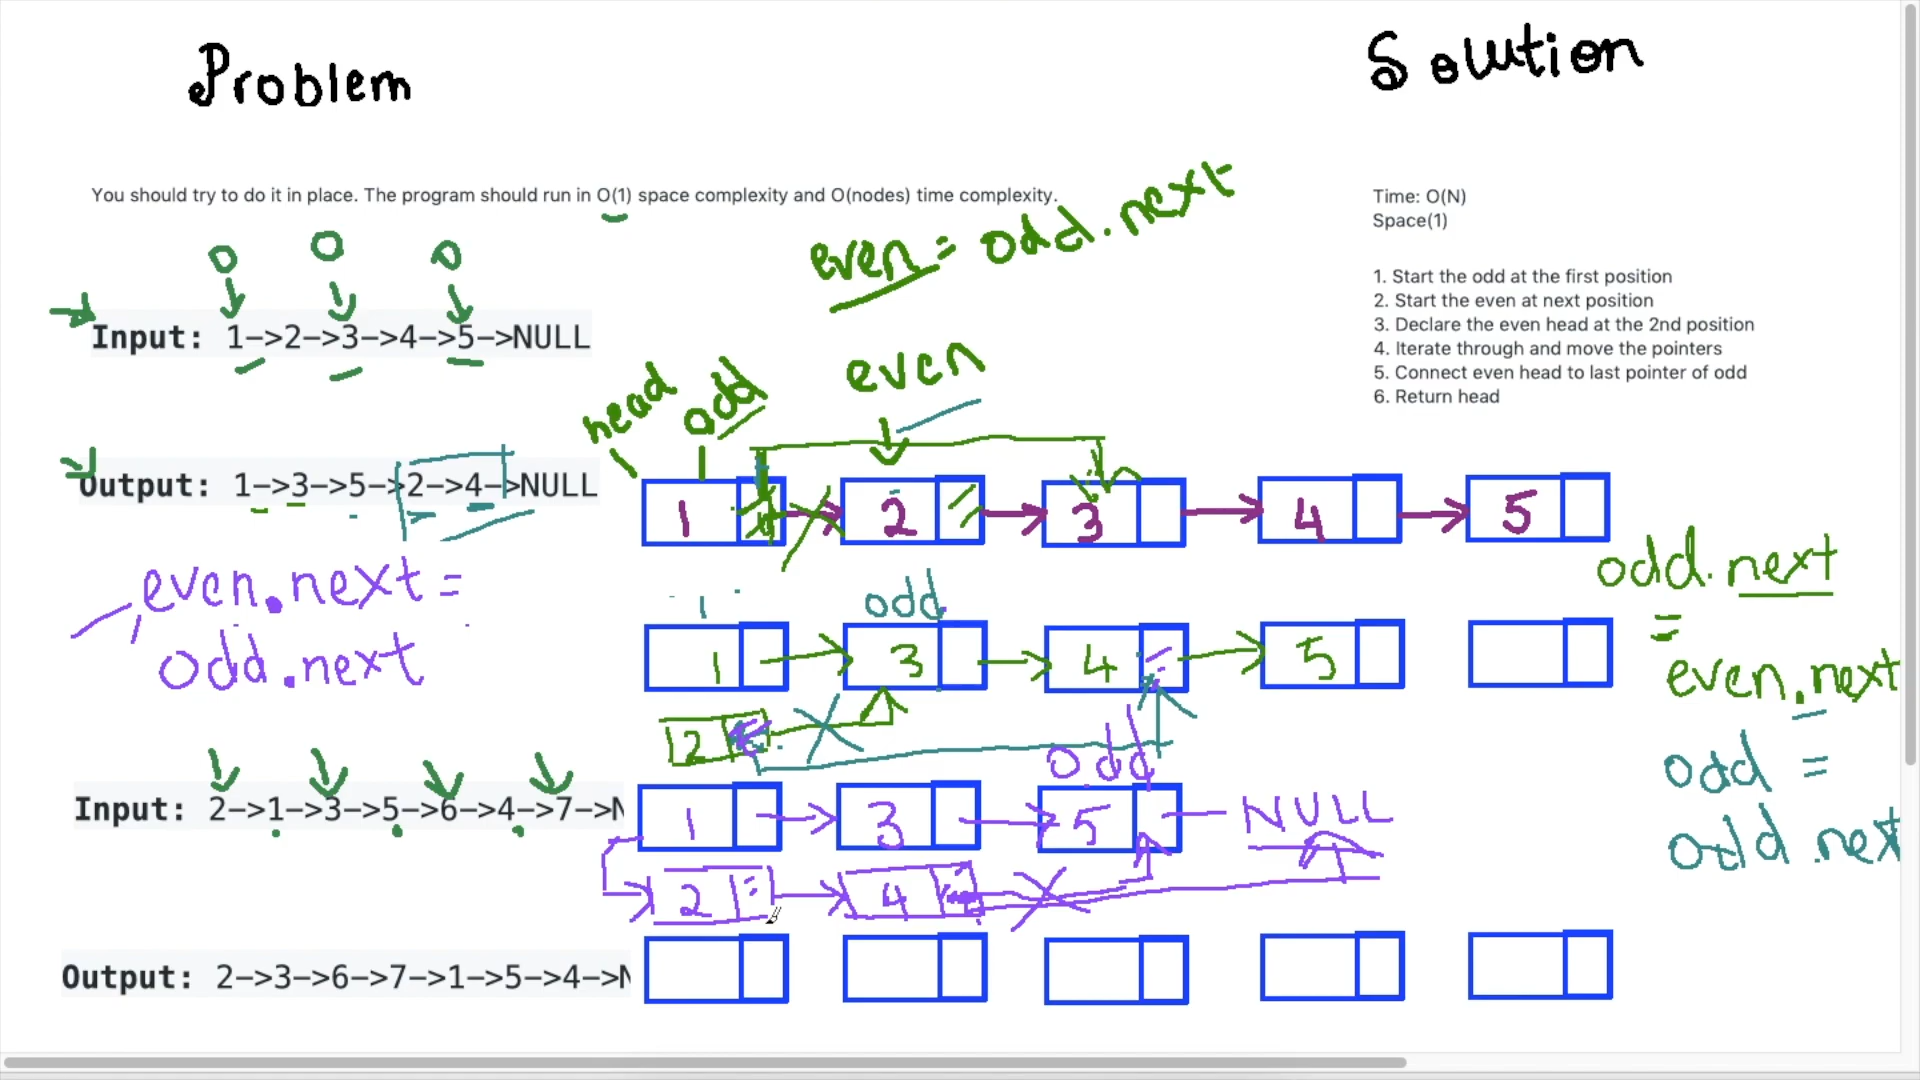 Problem
Solution
You should try to do it in place. The program should run in O(1) space complexity and O(nodes) time complexity.
Time: O(N)
Space(1)
1. Start the odd at the first position
2. Start the even at next position
3. Declare the even head at the 2nd position
4. Iterate through and move the pointers
5. Connect even head to last pointer of odd
6. Return head
even = odd.next
O O O
Input: 1->2->3->4->5->NULL
head odd even
Output: 1->3->5->2->4->NULL
1 2 3 4 5
even.next =
odd.next
odd
1 3 4 5
2
odd.next
=
even.next
odd =
odd.nex
odd
Input: 2->1->3->5->6->4->7->N
1 3 5 NULL
2 4
Output: 2->3->6->7->1->5->4->N